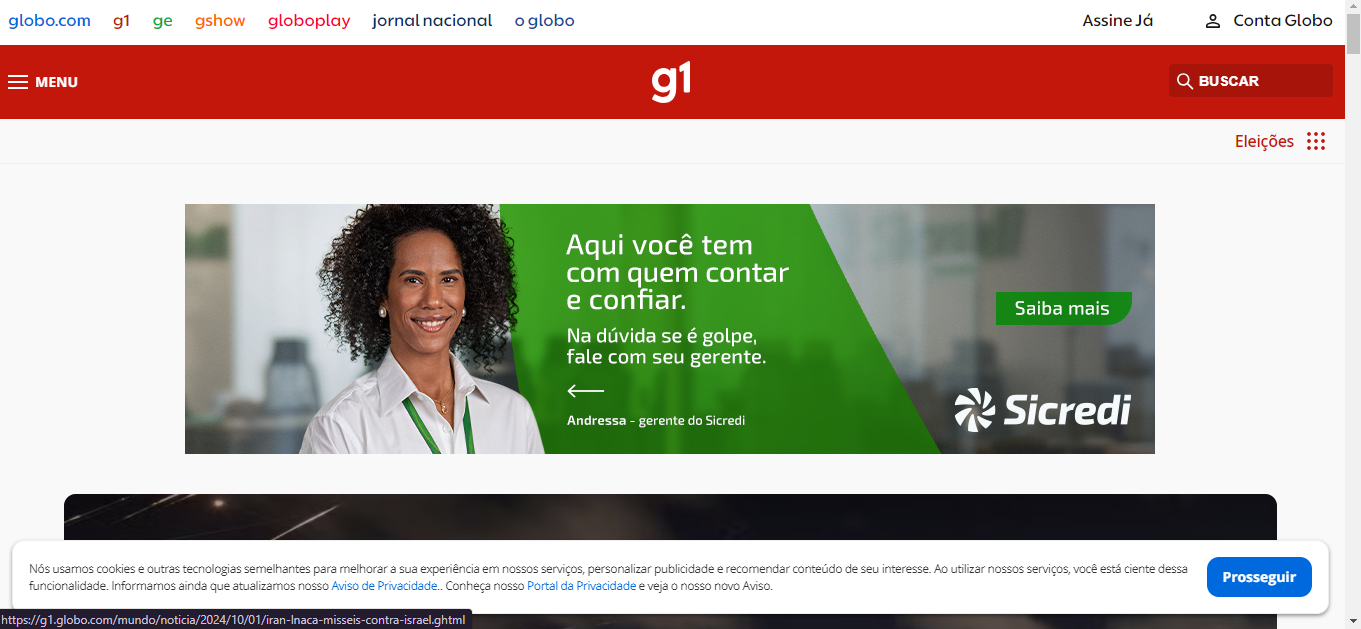 globo.com g1 ge gshow globoplay jornal nacional o globo Assine Já Conta Globo
MENU g1 BUSCAR
Eleições
Aqui você tem
com quem contar
e confiar.
Na dúvida se é golpe,
fale com seu gerente.
Andressa - gerente do Sicredi
Saiba mais
Sicredi
Nós usamos cookies e outras tecnologias semelhantes para melhorar a sua experiência em nossos serviços, personalizar publicidade e recomendar conteúdo de seu interesse. Ao utilizar nossos serviços, você está ciente dessa
funcionalidade. Informamos ainda que atualizamos nosso Aviso de Privacidade.. Conheça nosso Portal da Privacidade e veja o nosso novo Aviso.
Prosseguir
https://g1.globo.com/mundo/noticia/2024/10/01/iran-lnaca-misseis-contra-israel.ghtml